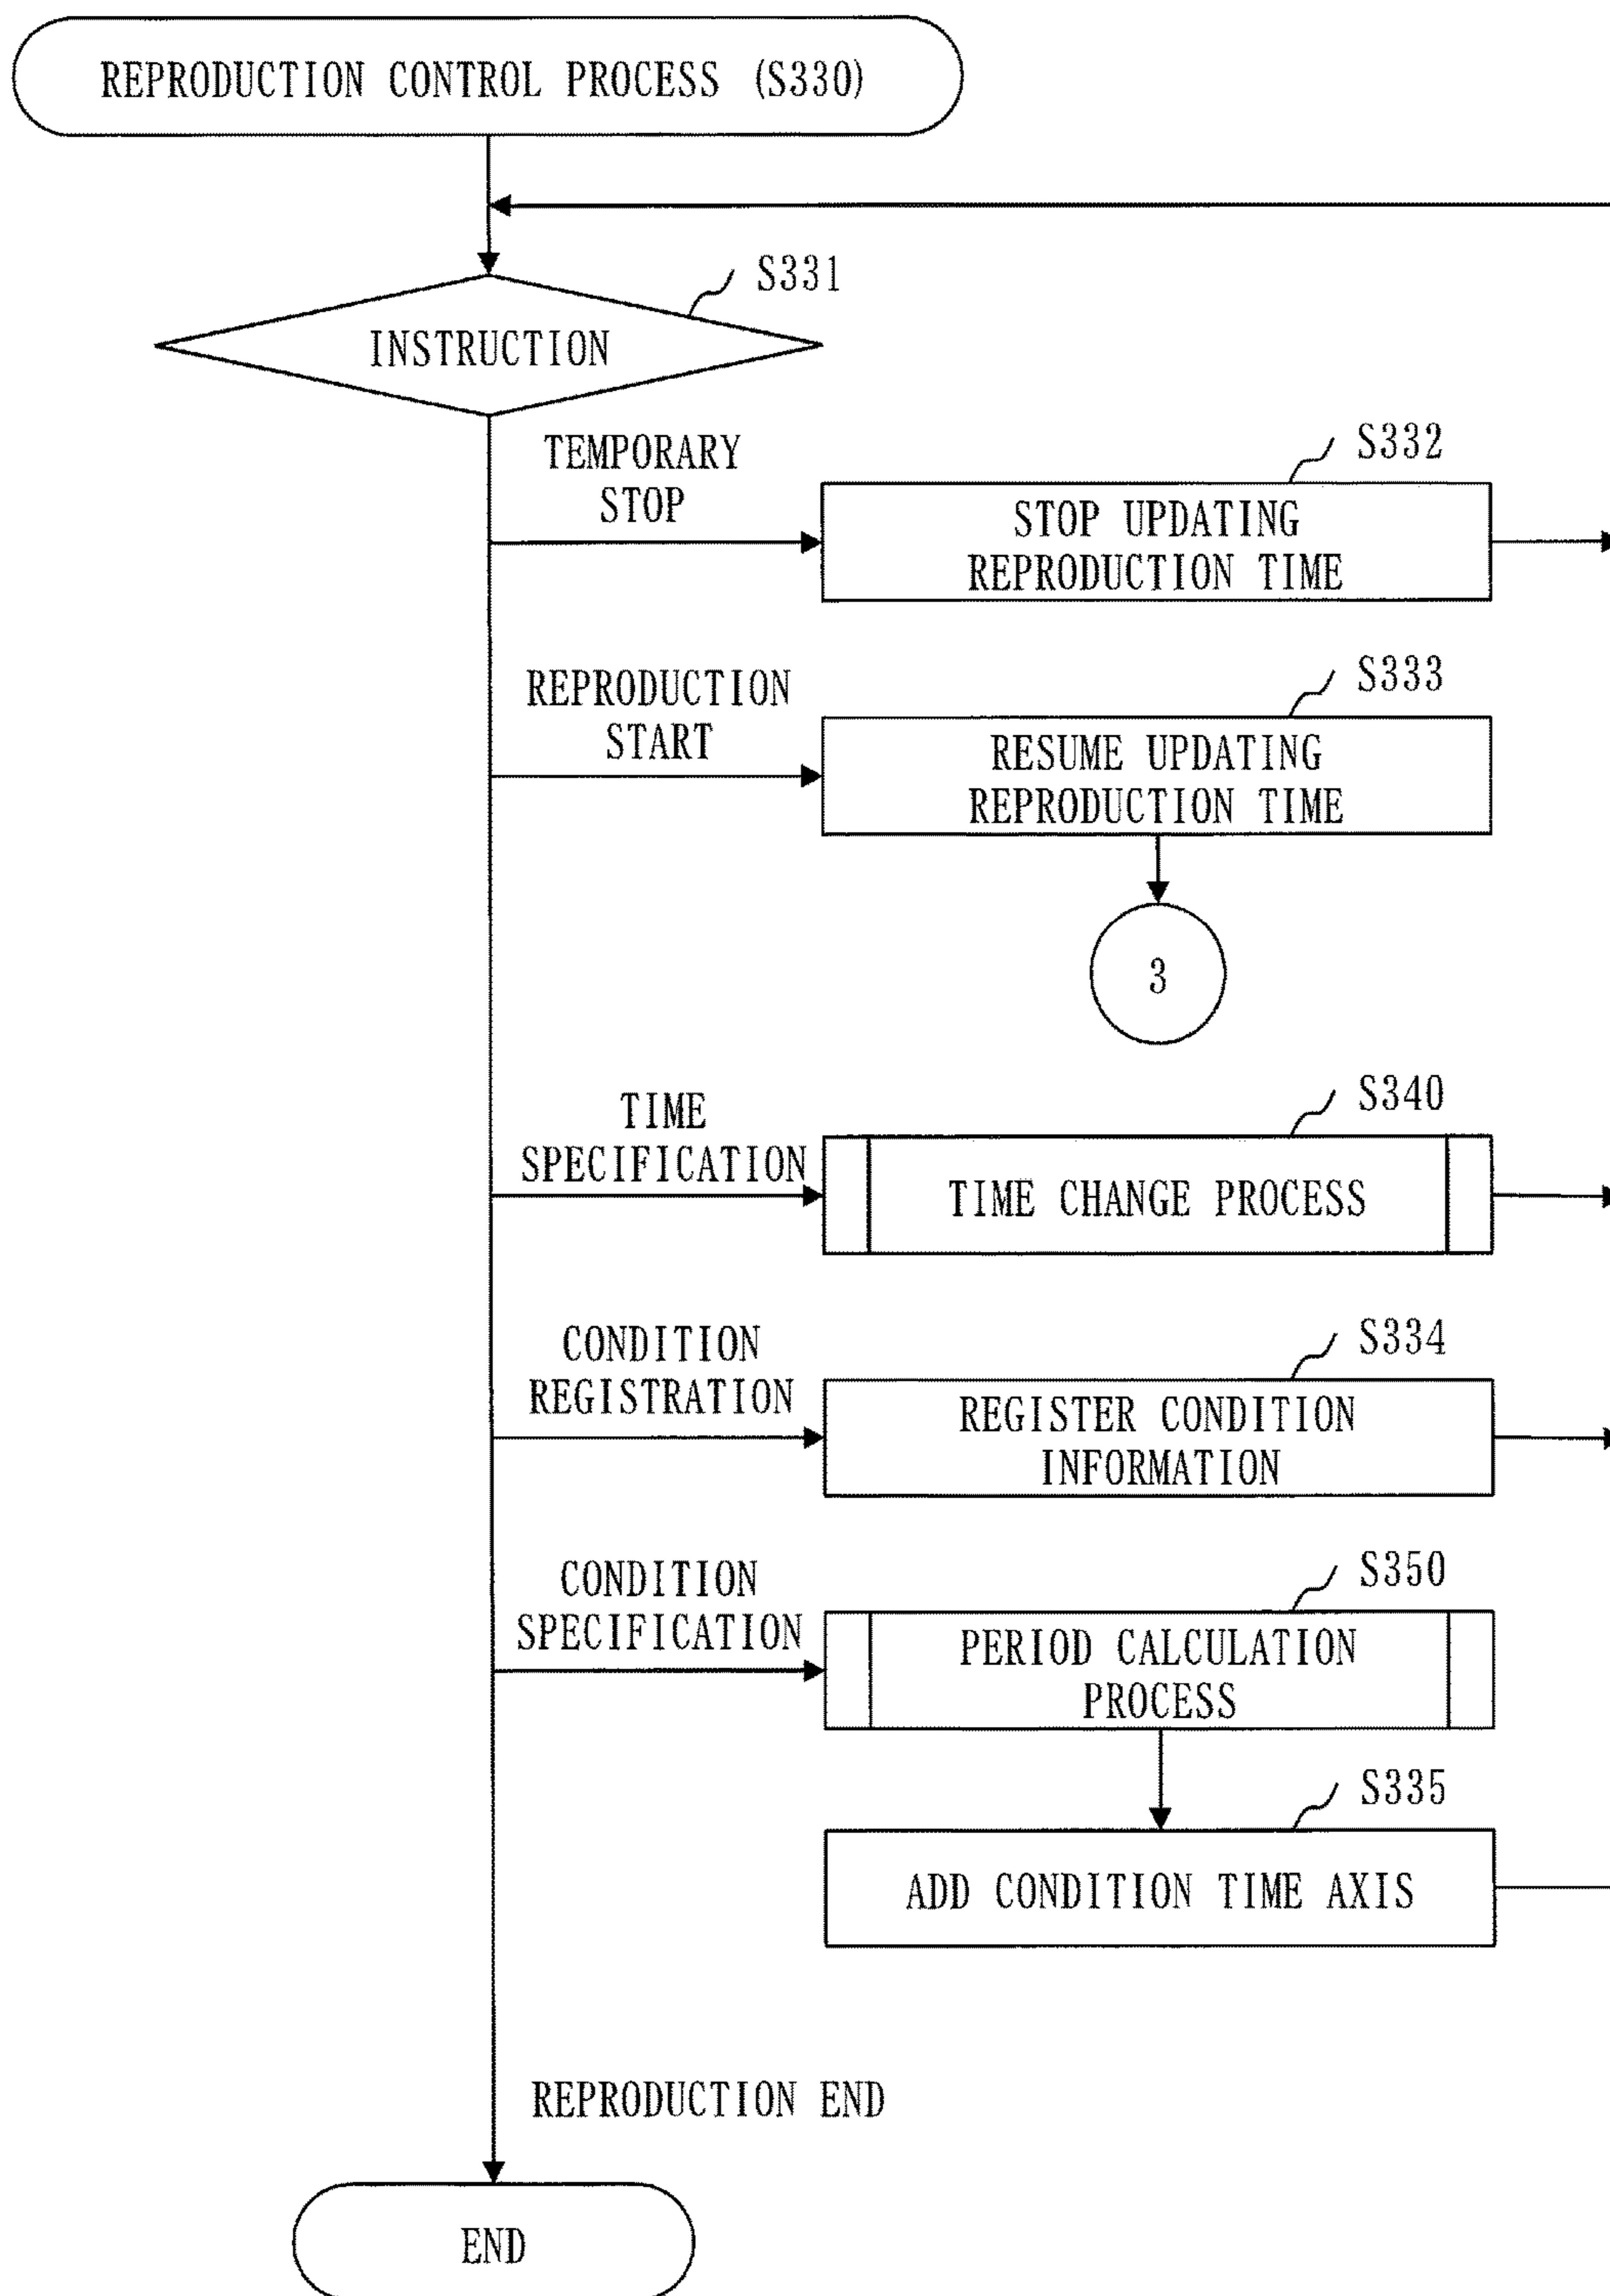 REPRODUCTION CONTROL PROCESS (S330)
S331
INSTRUCTION
TEMPORARY
STOP
S332
STOP UPDATING
REPRODUCTION TIME
REPRODUCTION
START
S333
RESUME UPDATING
REPRODUCTION TIME
3
TIME
SPECIFICATION
S340
TIME CHANGE PROCESS
CONDITION
REGISTRATION
S334
REGISTER CONDITION
INFORMATION
CONDITION
SPECIFICATION
S350
PERIOD CALCULATION
PROCESS
S335
ADD CONDITION TIME AXIS
REPRODUCTION END
END